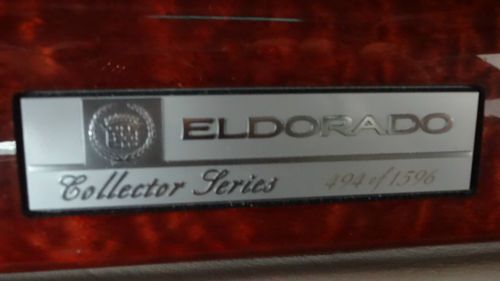 ELDORADO
Collector Series 494 of 1596